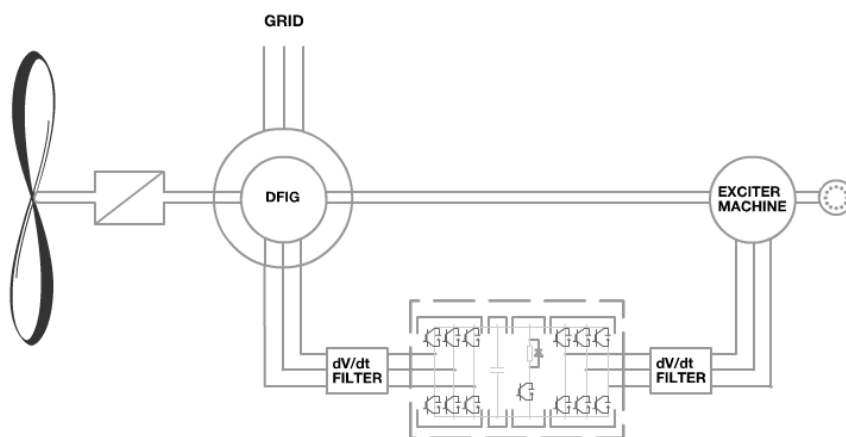 GRID
DFIG
EXCITER
MACHINE
dV/dt
FILTER
dV/dt
FILTER